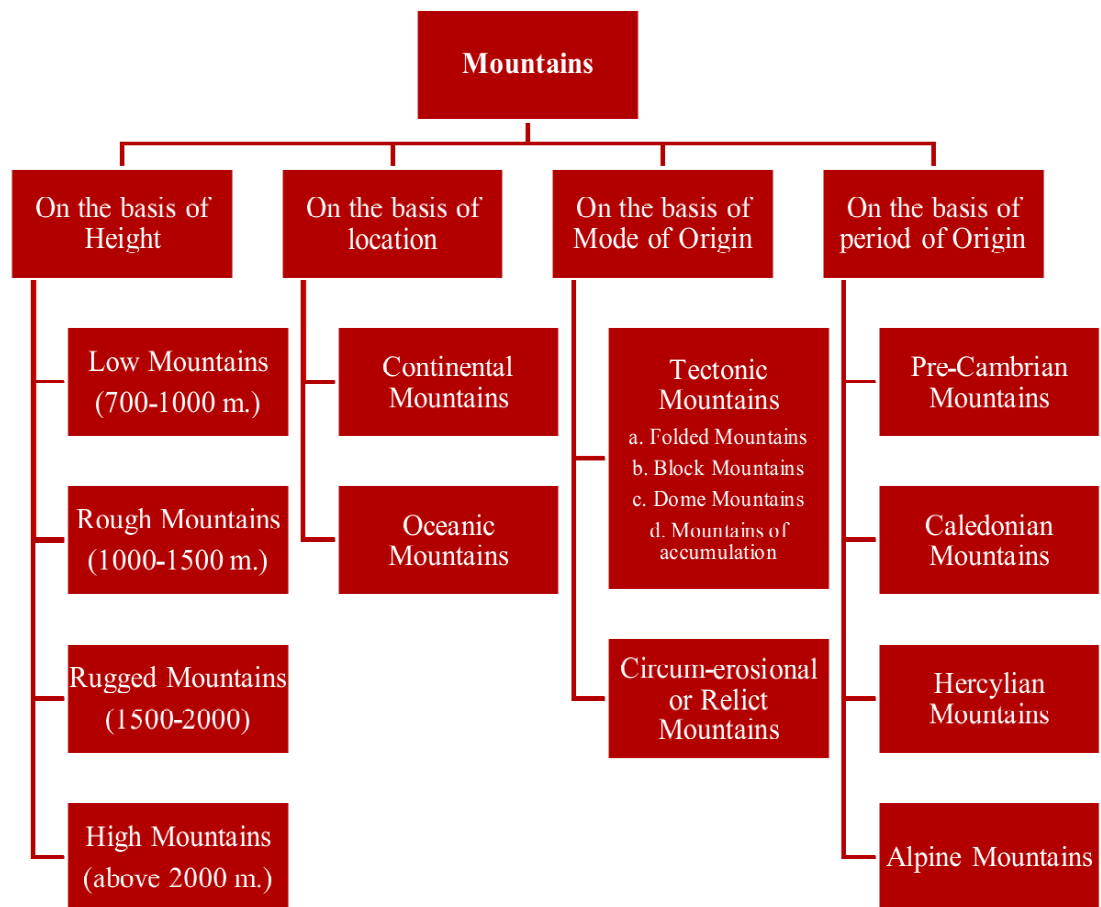 Mountains
On the basis of
Height
Low Mountains
(700-1000 m.)
Rough Mountains
(1000-1500 m.)
Rugged Mountains
(1500-2000)
High Mountains
(above 2000 m.)
On the basis of
location
Continental
Mountains
Oceanic
Mountains
On the basis of
Mode of Origin
Tectonic
Mountains
a. Folded Mountains
b. Block Mountains
c. Dome Mountains
d. Mountains of
accumulation
Circum-erosional
or Relict
Mountains
On the basis of
period of Origin
Pre-Cambrian
Mountains
Caledonian
Mountains
Hercylian
Mountains
Alpine Mountains